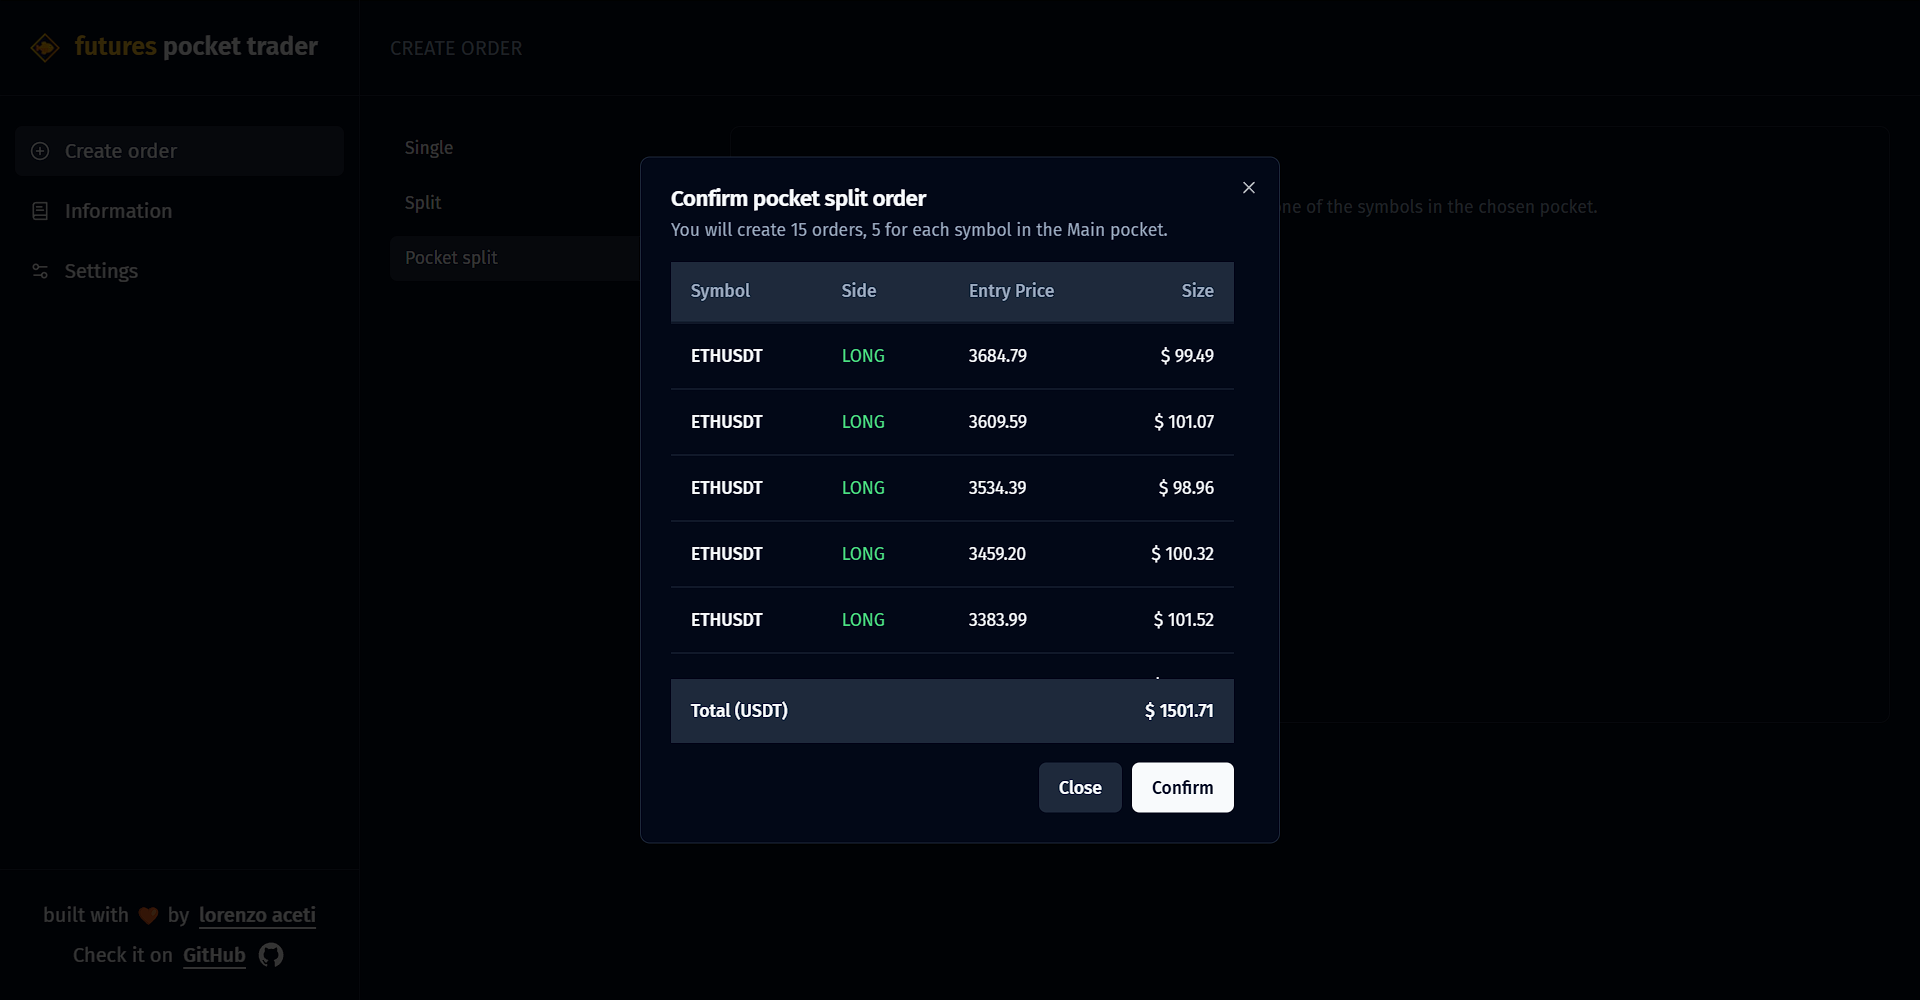 futures pocket trader
CREATE ORDER
Create order
Information
Settings
Single
Split
Pocket split
one of the symbols in the chosen pocket.
Confirm pocket split order
You will create 15 orders, 5 for each symbol in the Main pocket.
Symbol Side Entry Price Size
ETHUSDT LONG 3684.79 $ 99.49
ETHUSDT LONG 3609.59 $ 101.07
ETHUSDT LONG 3534.39 $ 98.96
ETHUSDT LONG 3459.20 $ 100.32
ETHUSDT LONG 3383.99 $ 101.52
Total (USDT) $ 1501.71
Close Confirm
built with by lorenzo aceti
Check it on GitHub